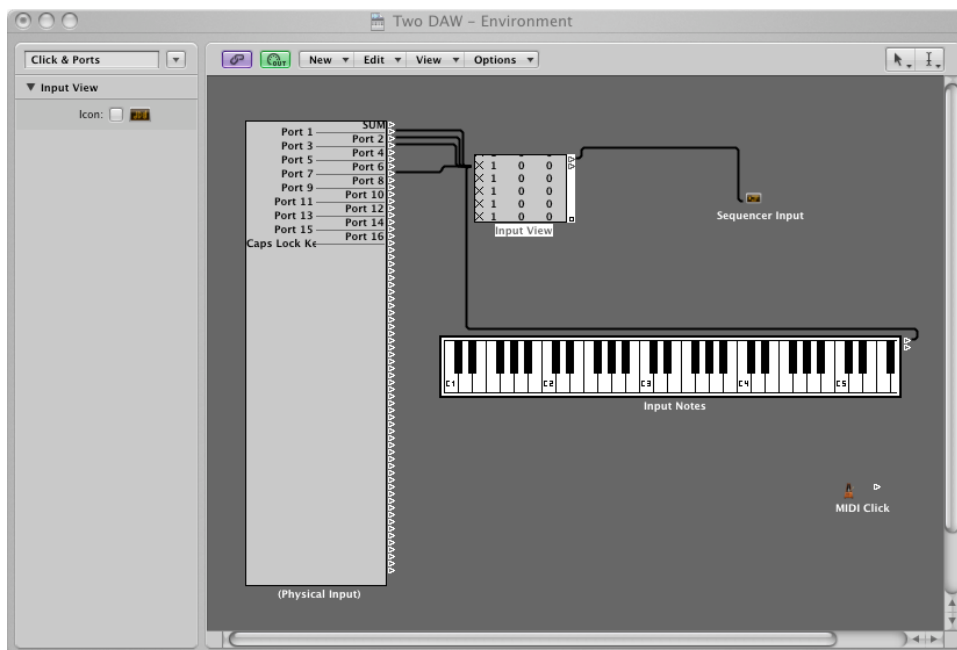 Two DAW – Environment
Click & Ports
OUT
New Edit View Options
Input View
Icon:
SUM
Port 1
Port 2
Port 3
Port 4
Port 5
Port 6
Port 7
Port 8
Port 9
Port 10
Port 11
Port 12
Port 13
Port 14
Port 15
Port 16
Caps Lock Ke
(Physical Input)
1 0 0
1 0 0
1 0 0
1 0 0
1 0 0
Input View
Sequencer Input
C1 C2 C3 C4 C5
Input Notes
MIDI Click